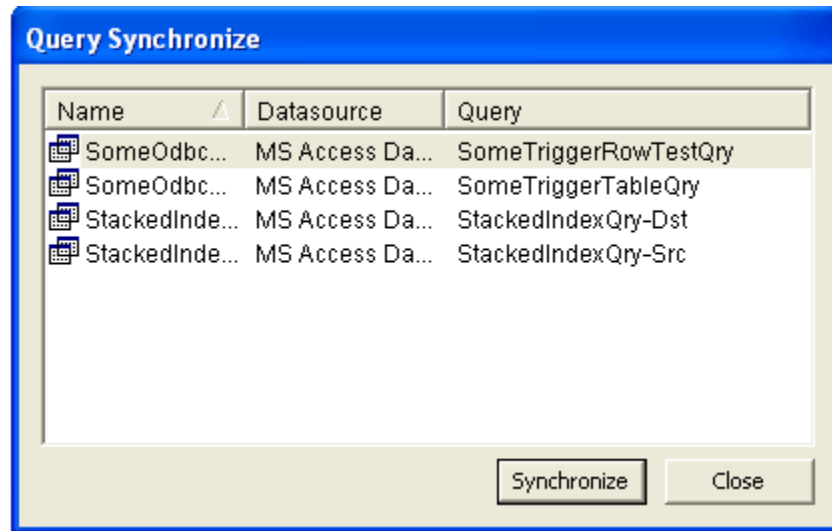 Query Synchronize
Name Datasource Query
SomeOdbc... MS Access Da... SomeTriggerRowTestQry
SomeOdbc... MS Access Da... SomeTriggerTableQry
StackedInde... MS Access Da... StackedIndexQry-Dst
StackedInde... MS Access Da... StackedIndexQry-Src
Synchronize Close